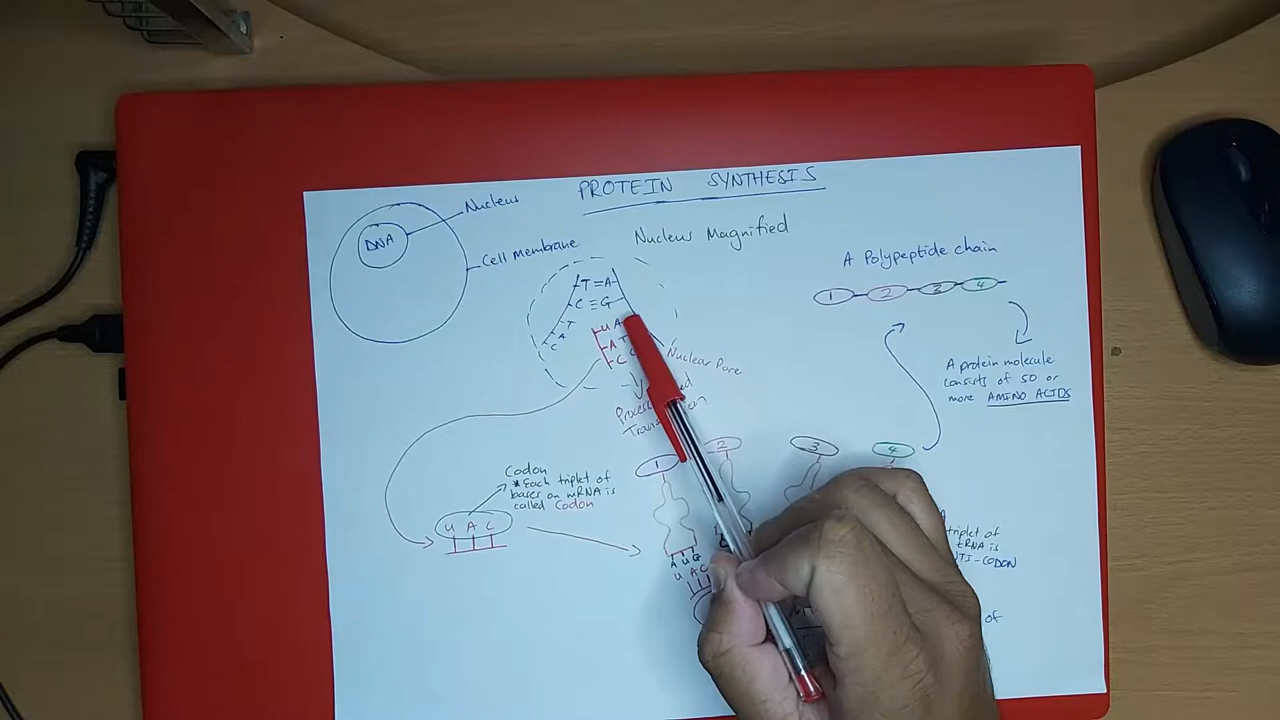 PROTEIN SYNTHESIS
Nucleus
DNA
Cell membrane
Nucleus Magnified
A Polypeptide chain
1 2 3 4
T=A
C≡G
T
A
C
U A
A T
C
Nuclear Pore
A protein molecule
consists of 50 or
more AMINO ACIDS
1 2 3 4
Codon
*Each triplet of
bases on mRNA is
called Codon
U A C
A U G
U A C
triplet of
tRNA is
of